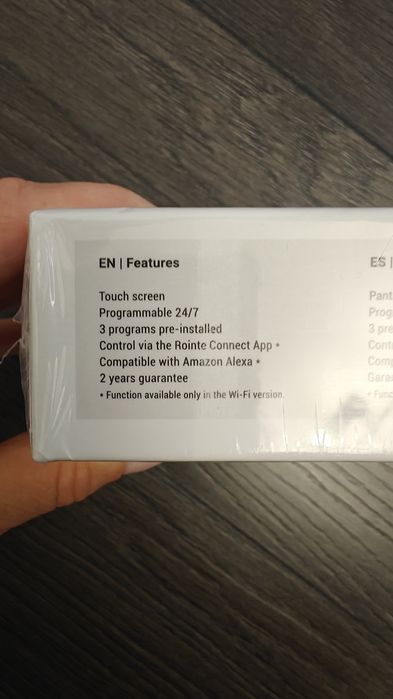 EN | Features
Touch screen
Programmable 24/7
3 programs pre-installed
Control via the Rointe Connect App *
Compatible with Amazon Alexa *
2 years guarantee
* Function available only in the Wi-Fi version.
ES |
3